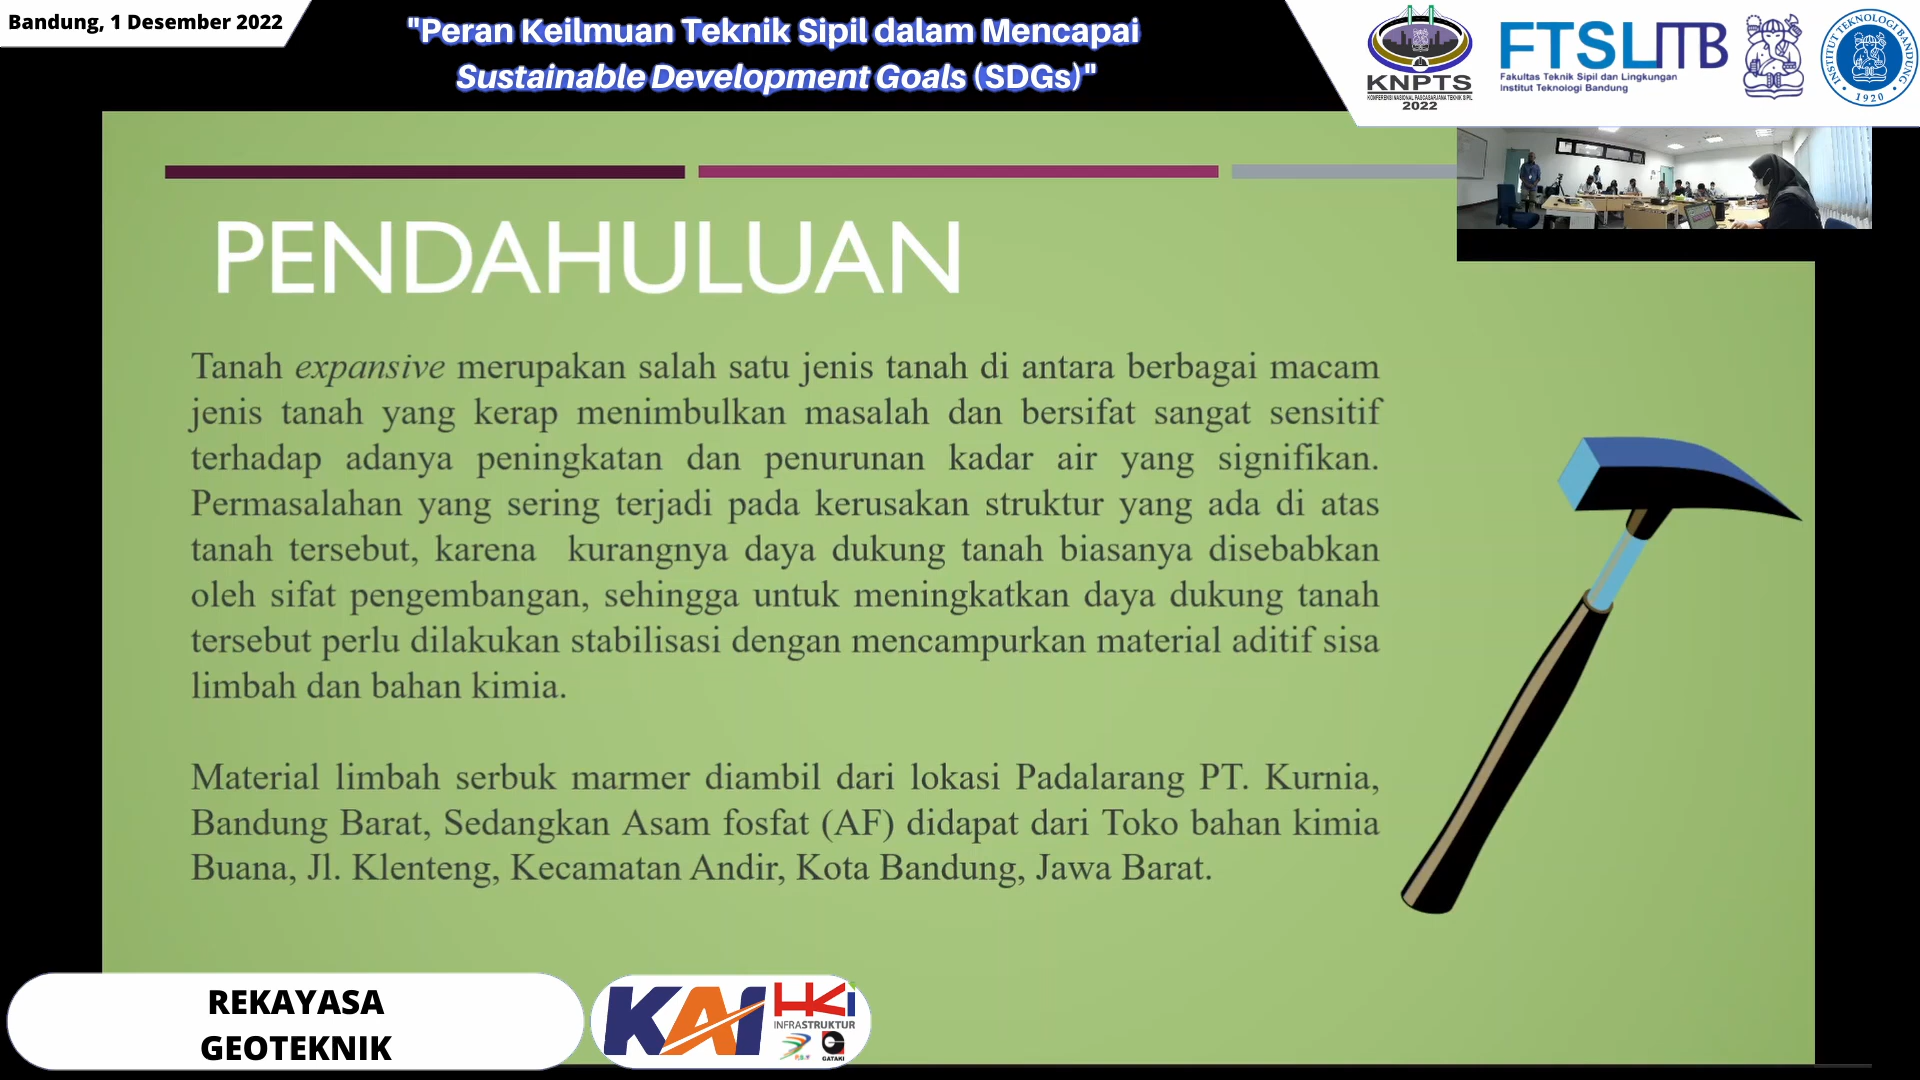 Bandung, 1 Desember 2022
"Peran Keilmuan Teknik Sipil dalam Mencapai
Sustainable Development Goals (SDGs)"
KNPTS
KONFERENSI NASIONAL PASCASARJANA TEKNIK SIPIL
2022
FTSL ITB
Fakultas Teknik Sipil dan Lingkungan
Institut Teknologi Bandung
INSTITUT TEKNOLOGI BANDUNG
1920
PENDAHULUAN
Tanah expansive merupakan salah satu jenis tanah di antara berbagai macam
jenis tanah yang kerap menimbulkan masalah dan bersifat sangat sensitif
terhadap adanya peningkatan dan penurunan kadar air yang signifikan.
Permasalahan yang sering terjadi pada kerusakan struktur yang ada di atas
tanah tersebut, karena kurangnya daya dukung tanah biasanya disebabkan
oleh sifat pengembangan, sehingga untuk meningkatkan daya dukung tanah
tersebut perlu dilakukan stabilisasi dengan mencampurkan material aditif sisa
limbah dan bahan kimia.
Material limbah serbuk marmer diambil dari lokasi Padalarang PT. Kurnia,
Bandung Barat, Sedangkan Asam fosfat (AF) didapat dari Toko bahan kimia
Buana, Jl. Klenteng, Kecamatan Andir, Kota Bandung, Jawa Barat.
REKAYASA
GEOTEKNIK
KAI
HKI
INFRASTRUKTUR
GATAKI